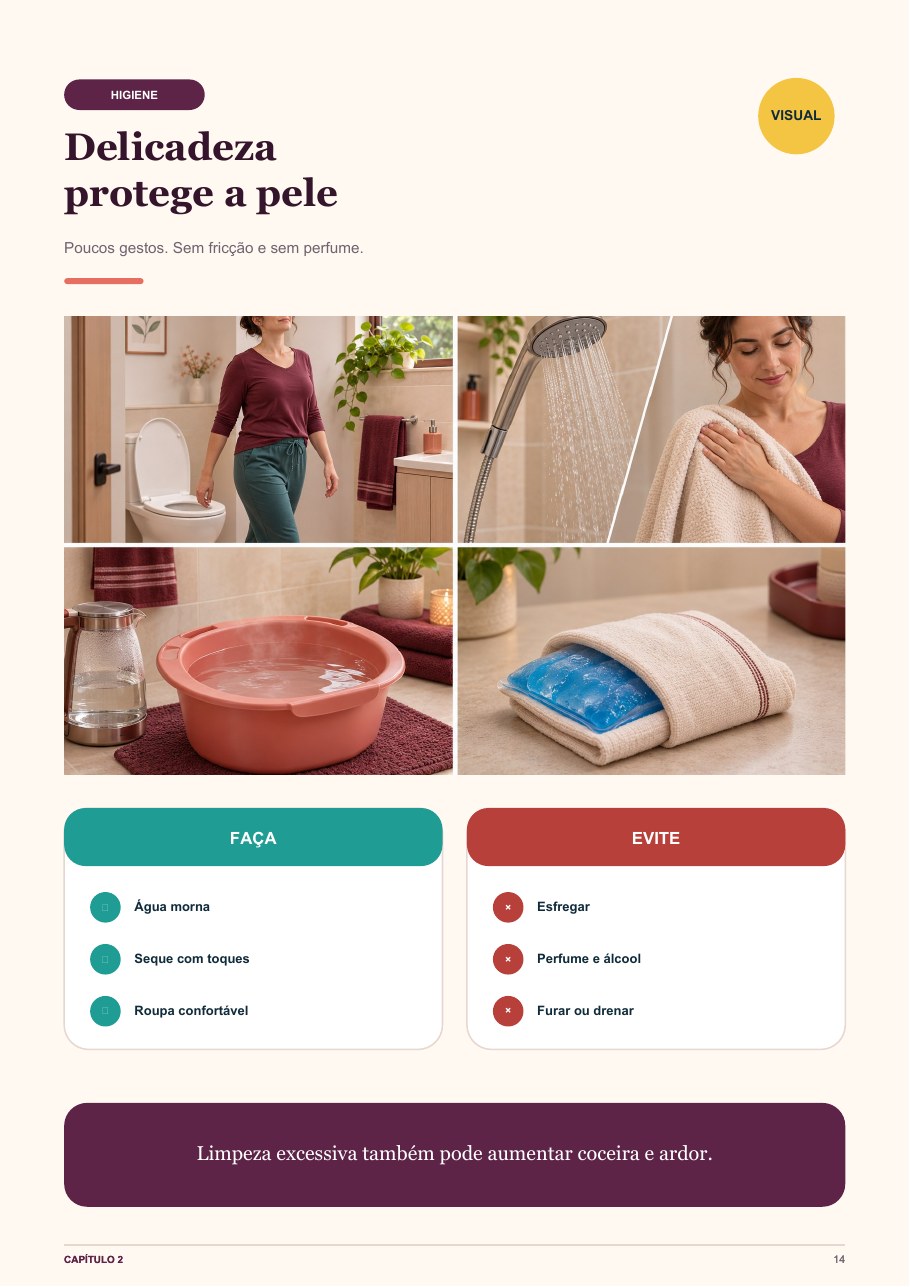 HIGIENE
VISUAL
Delicadeza
protege a pele
Poucos gestos. Sem fricção e sem perfume.
FAÇA
Água morna
Seque com toques
Roupa confortável
EVITE
× Esfregar
× Perfume e álcool
× Furar ou drenar
Limpeza excessiva também pode aumentar coceira e ardor.
CAPÍTULO 2
14